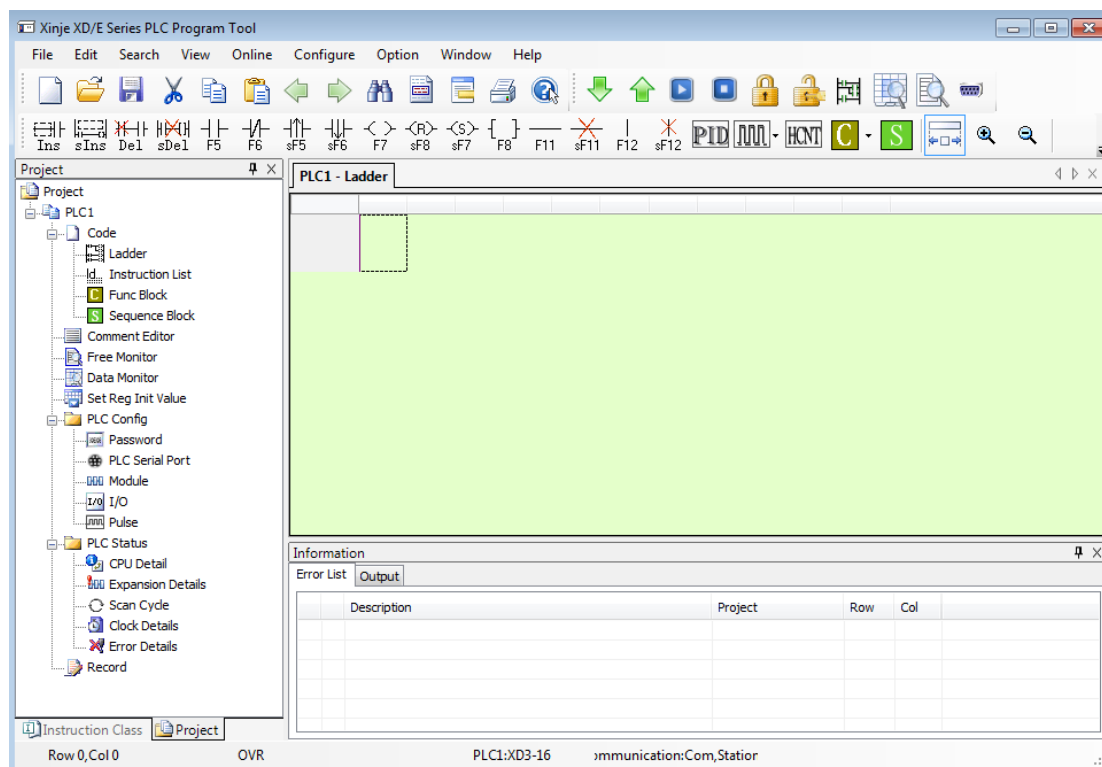 Xinje XD/E Series PLC Program Tool
File Edit Search View Online Configure Option Window Help
Ins sIns Del sDel F5 F6 sF5 sF6 F7 sF8 sF7 F8 F11 sF11 F12 sF12 PID HCNT C S
Project
PLC1 - Ladder
Project
PLC1
Code
Ladder
Instruction List
C Func Block
S Sequence Block
Comment Editor
Free Monitor
Data Monitor
Set Reg Init Value
PLC Config
Password
PLC Serial Port
Module
I/O I/O
Pulse
PLC Status
CPU Detail
Expansion Details
Scan Cycle
Clock Details
Error Details
Record
Instruction Class Project
Information
Error List Output
Description Project Row Col
Row 0,Col 0 OVR PLC1:XD3-16 ommunication:Com,Station